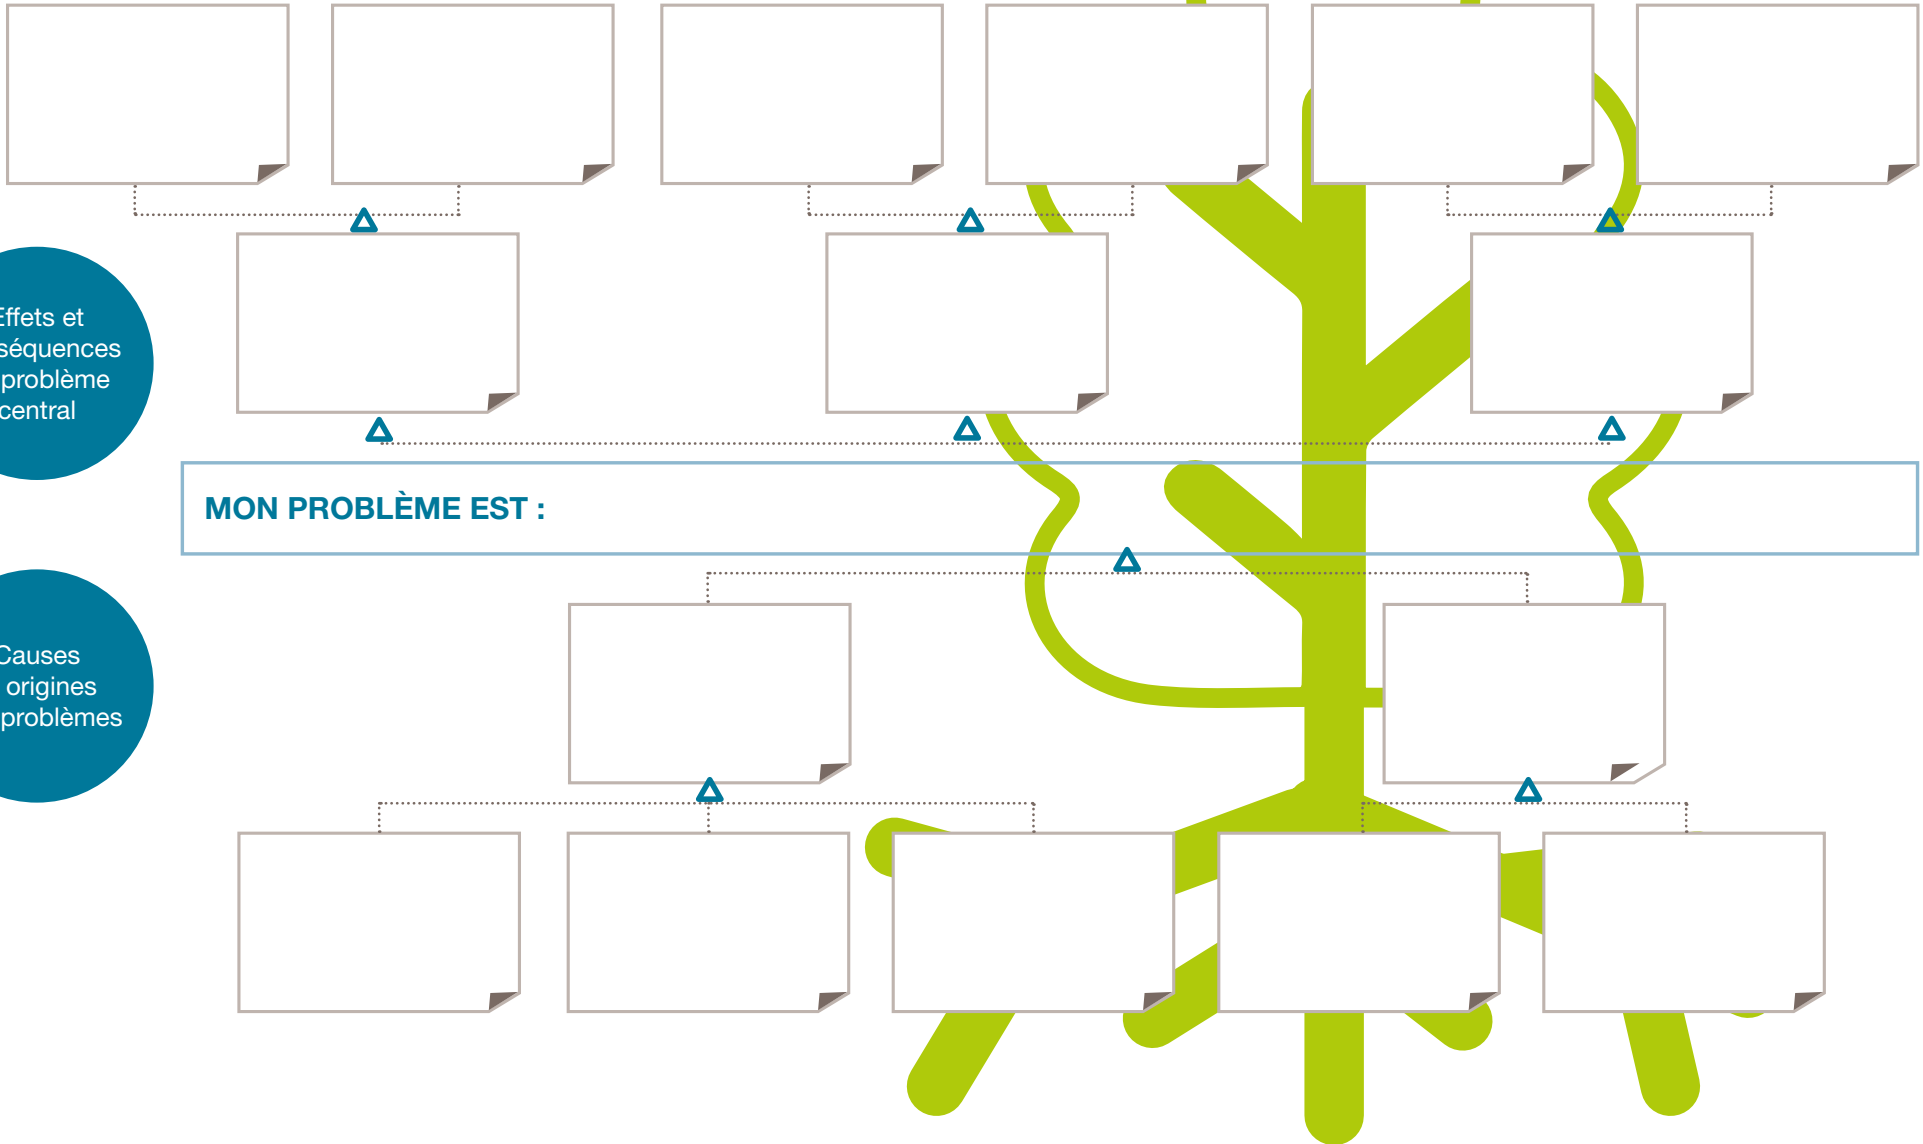 Effets et
séquences
problème
central
MON PROBLÈME EST :
Causes
origines
problèmes